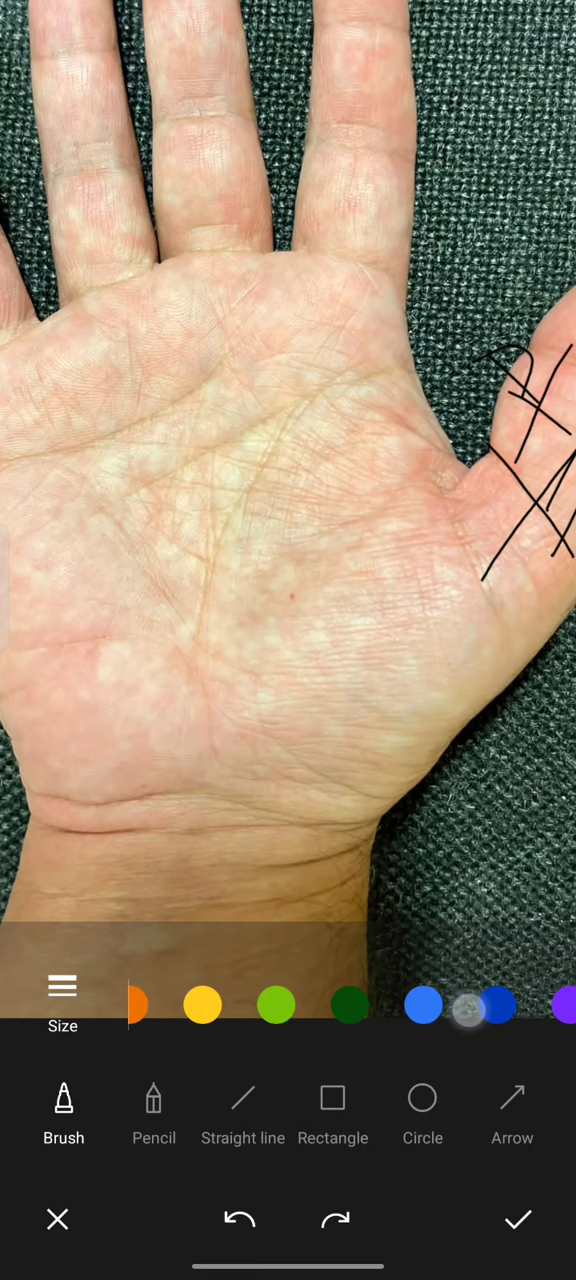 Size
Brush
Pencil
Straight line
Rectangle
Circle
Arrow